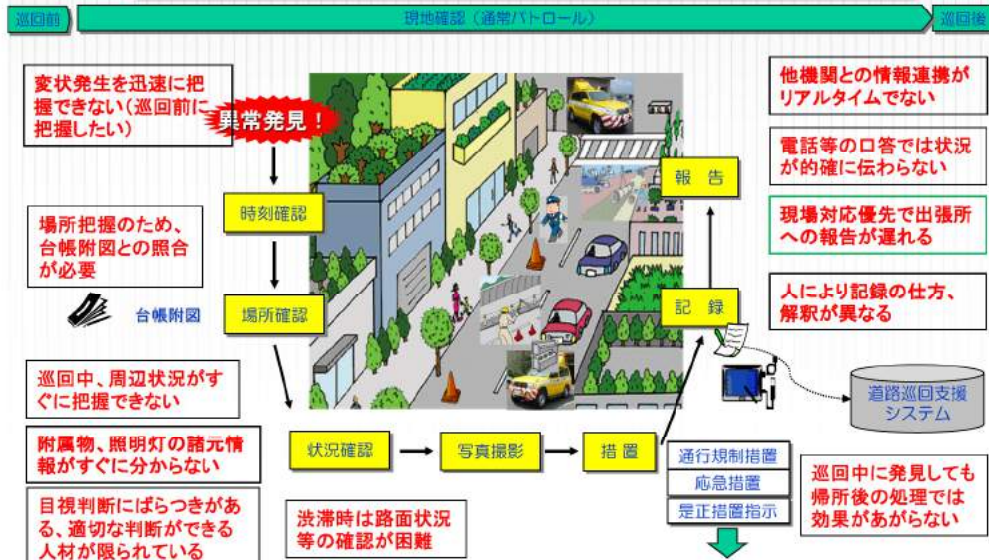 巡回前
現地確認（通常パトロール）
巡回後
変状発生を迅速に把
握できない（巡回前に
把握したい）
異常発見！
時刻確認
場所把握のため、
台帳附図との照合
が必要
台帳附図
場所確認
巡回中、周辺状況がす
ぐに把握できない
附属物、照明灯の諸元情
報がすぐに分からない
目視判断にばらつきがあ
る、適切な判断ができる
人材が限られている
状況確認
写真撮影
措 置
渋滞時は路面状況
等の確認が困難
通行規制措置
応急措置
是正措置指示
記 録
報 告
他機関との情報連携が
リアルタイムでない
電話等の口答では状況
が的確に伝わらない
現場対応優先で出張所
への報告が遅れる
人により記録の仕方、
解釈が異なる
道路巡回支援
システム
巡回中に発見しても
帰所後の処理では
効果があがらない